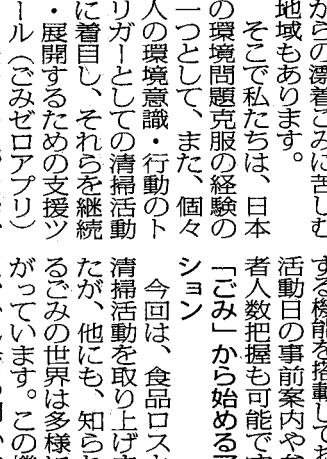 からの漂着ごみに苦しむ
地域もあります。
そこで私たちは、日本
の環境問題克服の経験の
一つとして、また、個々
人の環境意識・行動のト
リガーとしての清掃活動
に着目し、それらを継続
・展開するための支援ツ
ール(ごみゼロアプリ)
する機能を搭載してお
活動日の事前案内や参
者人数把握も可能です
「ごみ」から始める
ション
今回は、食品ロス
清掃活動を取り上げ
たが、他にも、知ら
るごみの世界は多様に
がっています。この機